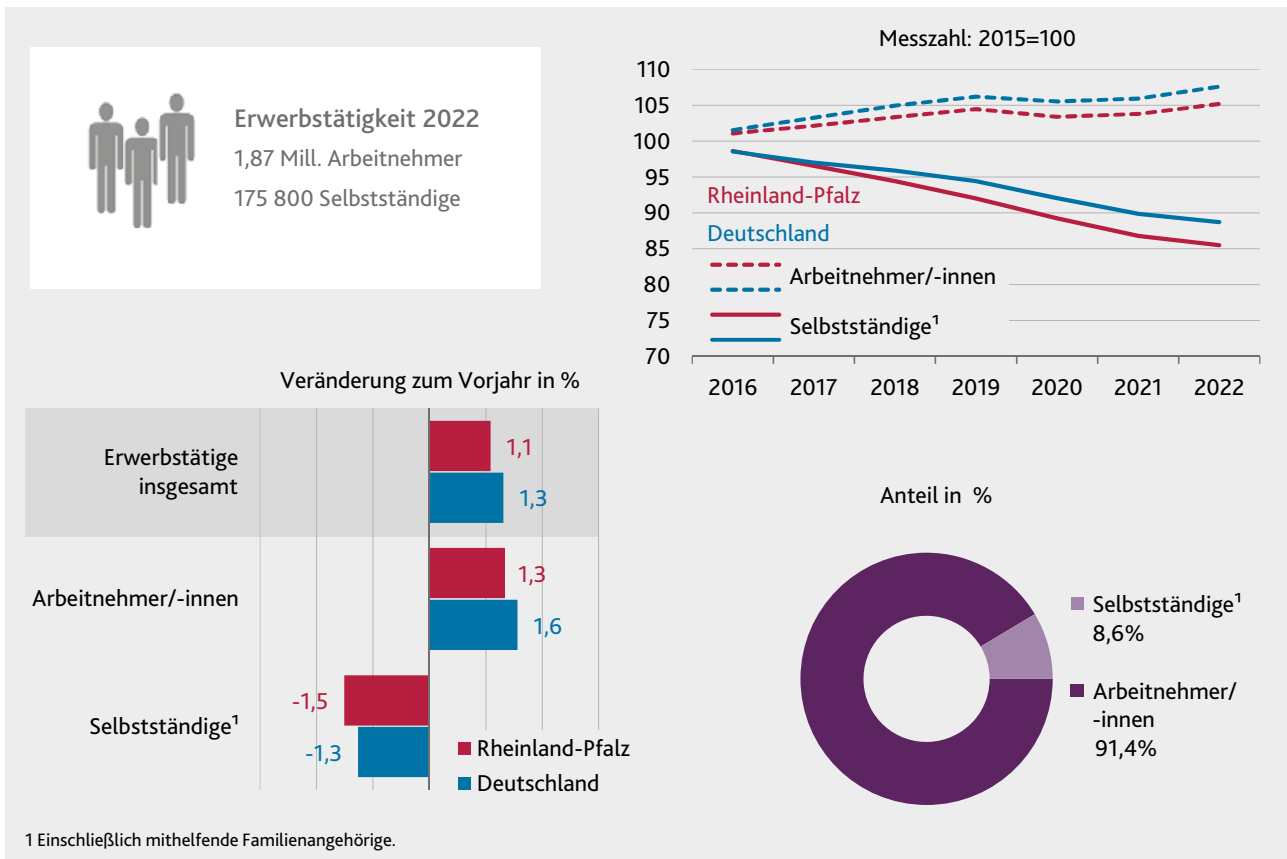 Erwerbstätigkeit 2022
1,87 Mill. Arbeitnehmer
175 800 Selbstständige
Messzahl: 2015=100
110
105
100
95
90
85
80
75
70
Rheinland-Pfalz
Deutschland
Arbeitnehmer/-innen
Selbstständige¹
2016 2017 2018 2019 2020 2021 2022
Veränderung zum Vorjahr in %
Erwerbstätige
insgesamt
1,1
1,3
Arbeitnehmer/-innen
1,3
1,6
Selbstständige¹
-1,5
-1,3
Rheinland-Pfalz
Deutschland
Anteil in %
Selbstständige¹
8,6%
Arbeitnehmer/
-innen
91,4%
1 Einschließlich mithelfende Familienangehörige.